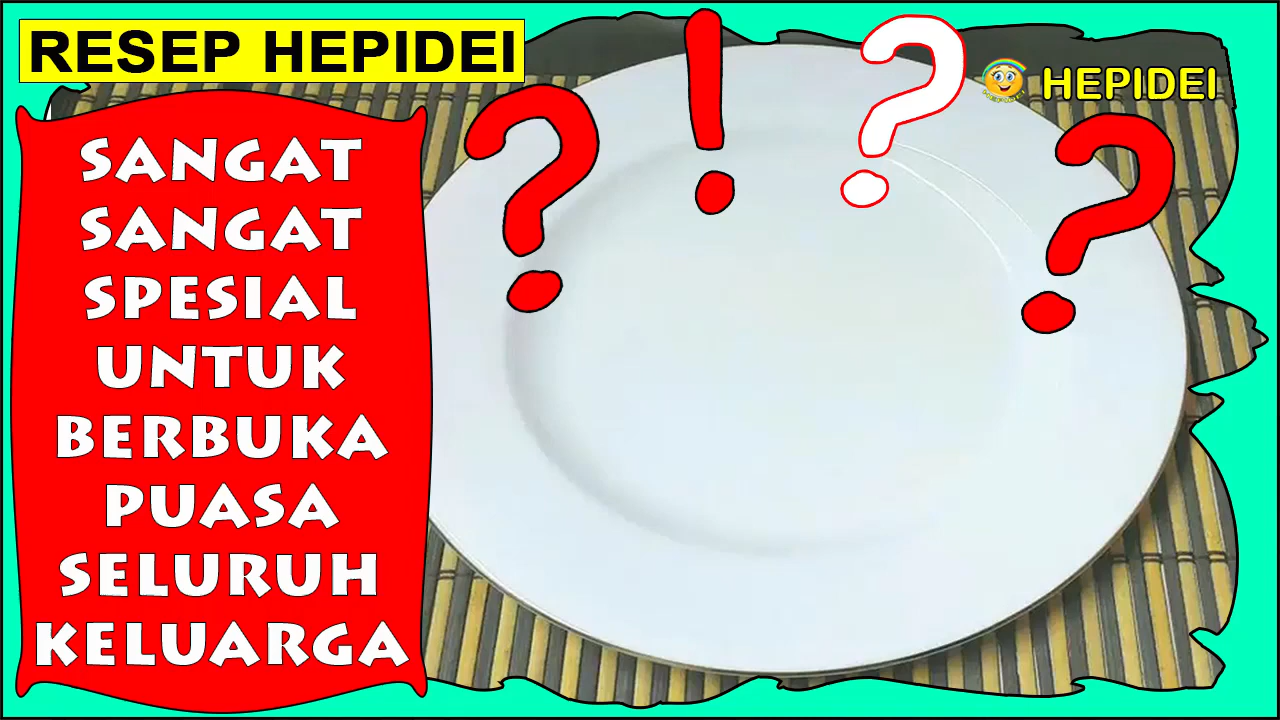 RESEP HEPIDEI
HEPIDEI
SANGAT
SANGAT
SPESIAL
UNTUK
BERBUKA
PUASA
SELURUH
KELUARGA
? ! ? ?